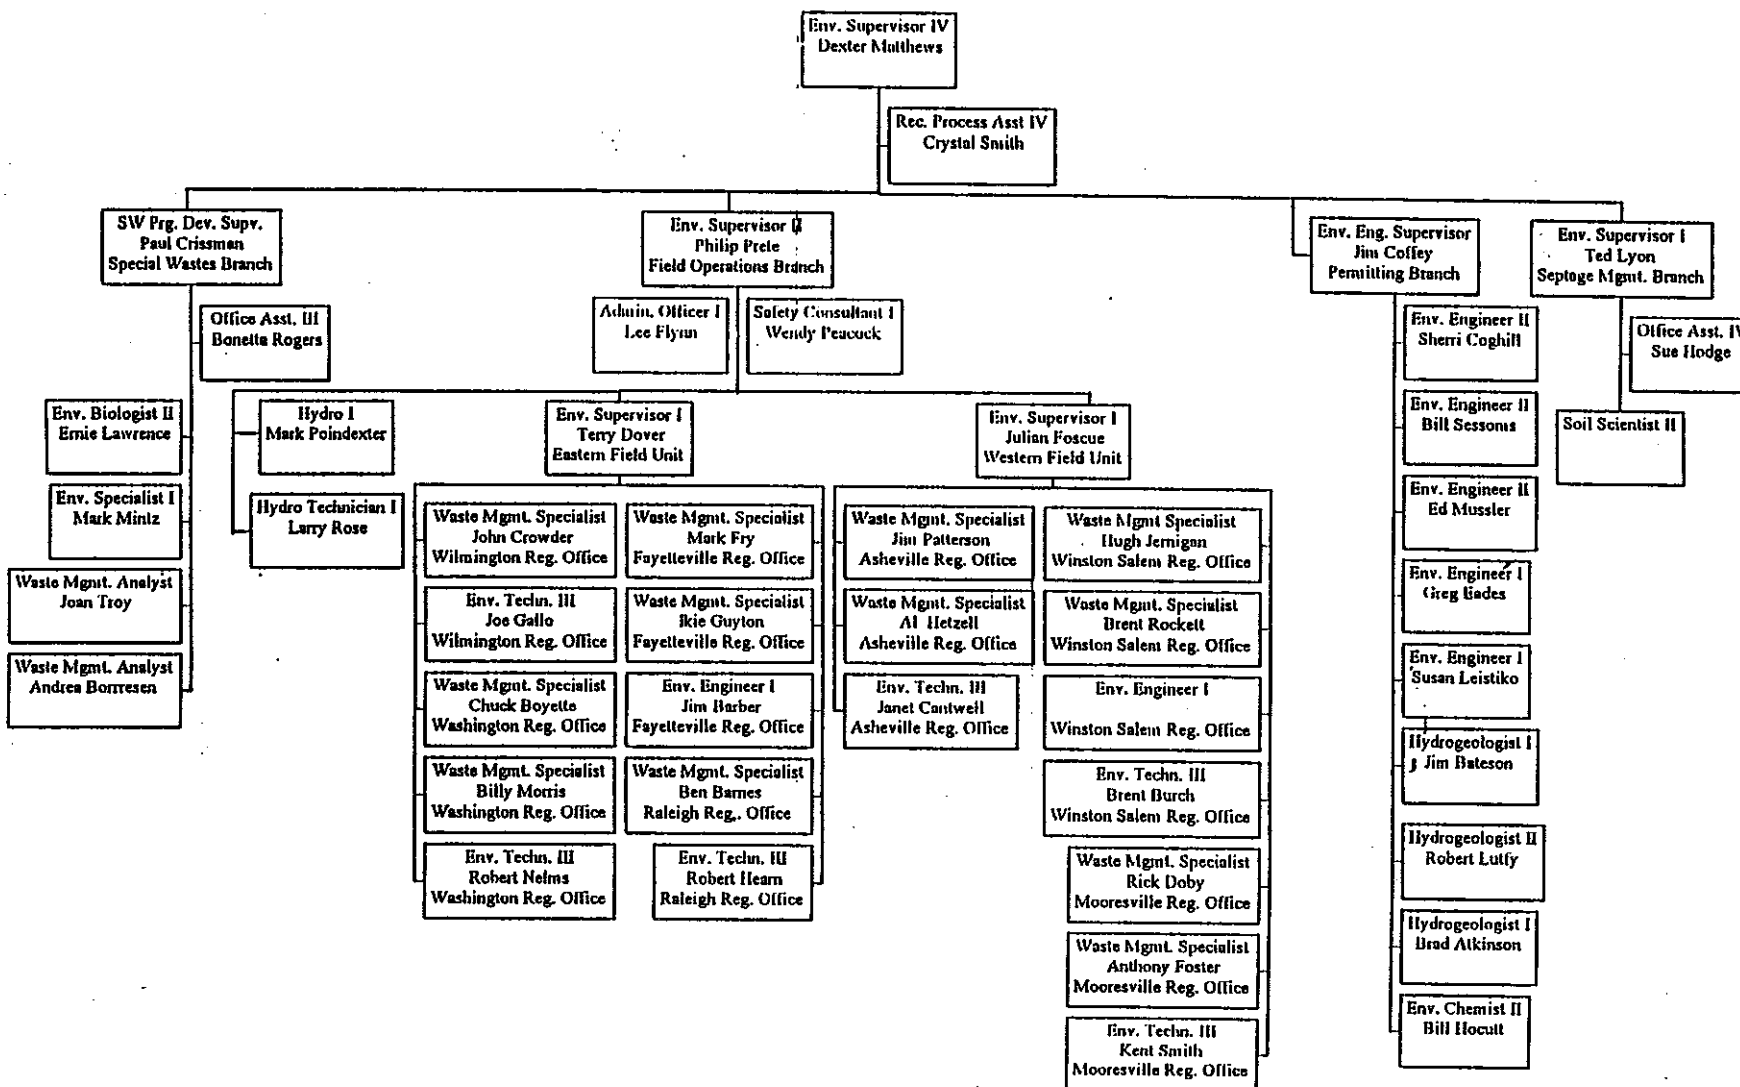 Env. Supervisor IV
Dexter Matthews
Rec. Process Asst IV
Crystal Smith
SW Prg. Dev. Supv.
Paul Crissman
Special Wastes Branch
Env. Supervisor II
Philip Prete
Field Operations Branch
Env. Eng. Supervisor
Jim Coffey
Permitting Branch
Env. Supervisor I
Ted Lyon
Septage Mgmt. Branch
Office Asst. III
Bonetta Rogers
Admin. Officer I
Lee Flynn
Safety Consultant I
Wendy Peacock
Env. Biologist II
Ernie Lawrence
Env. Specialist I
Mark Mintz
Waste Mgmt. Analyst
Joan Troy
Waste Mgmt. Analyst
Andrea Borrresen
Hydro I
Mark Poindexter
Hydro Technician I
Larry Rose
Env. Supervisor I
Terry Dover
Eastern Field Unit
Waste Mgmt. Specialist
John Crowder
Wilmington Reg. Office
Env. Techn. III
Joe Gallo
Wilmington Reg. Office
Waste Mgmt. Specialist
Chuck Boyette
Washington Reg. Office
Waste Mgmt. Specialist
Billy Morris
Washington Reg. Office
Env. Techn. III
Robert Nelms
Washington Reg. Office
Waste Mgmt. Specialist
Mark Fry
Fayetteville Reg. Office
Waste Mgmt. Specialist
Ikie Guyton
Fayetteville Reg. Office
Env. Engineer I
Jim Barber
Fayetteville Reg. Office
Waste Mgmt. Specialist
Ben Barnes
Raleigh Reg,. Office
Env. Techn. III
Robert Hearn
Raleigh Reg. Office
Env. Supervisor I
Julian Foscue
Western Field Unit
Waste Mgmt. Specialist
Jim Patterson
Asheville Reg. Office
Waste Mgmt. Specialist
Al Hetzell
Asheville Reg. Office
Env. Techn. III
Janet Cantwell
Asheville Reg. Office
Waste Mgmt Specialist
Hugh Jernigan
Winston Salem Reg. Office
Waste Mgmt. Specialist
Brent Rockett
Winston Salem Reg. Office
Env. Engineer I
Winston Salem Reg. Office
Env. Techn. III
Brent Burch
Winston Salem Reg. Office
Waste Mgmt. Specialist
Rick Doby
Mooresville Reg. Office
Waste Mgmt. Specialist
Anthony Foster
Mooresville Reg. Office
Env. Techn. III
Kent Smith
Mooresville Reg. Office
Env. Engineer II
Sherri Coghill
Env. Engineer II
Bill Sessoms
Env. Engineer II
Ed Mussler
Env. Engineer I
Greg Eades
Env. Engineer I
Susan Leistiko
Hydrogeologist I
Jim Bateson
Hydrogeologist II
Robert Lutfy
Hydrogeologist I
Brad Atkinson
Env. Chemist II
Bill Hocutt
Office Asst. IV
Sue Hodge
Soil Scientist II